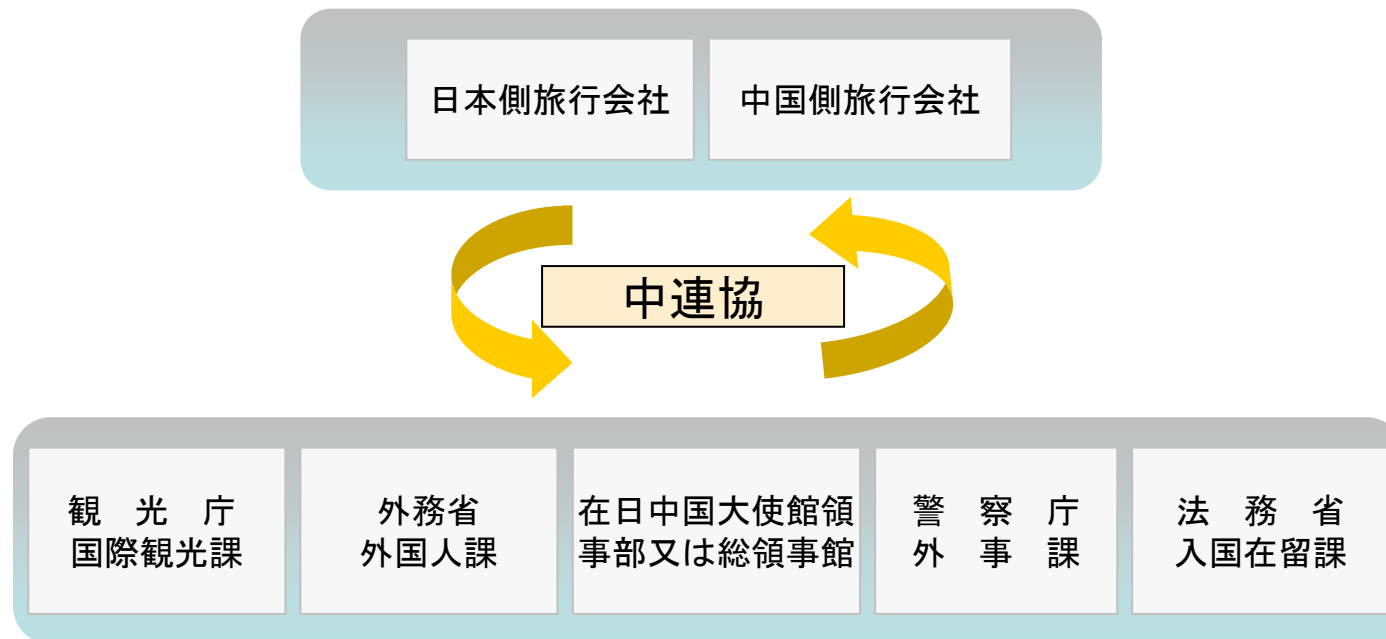 日本側旅行会社
中国側旅行会社
中連協
観　光　庁
国際観光課
外務省
外国人課
在日中国大使館領
事部又は総領事館
警　察　庁
外　事　課
法　務　省
入国在留課